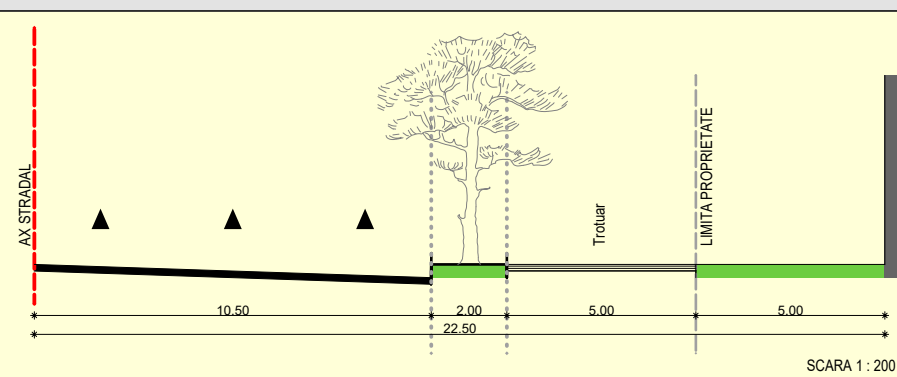 AX STRADAL
Trotuar
LIMITA PROPRIETATE
10.50
2.00
5.00
5.00
22.50
SCARA 1 : 200